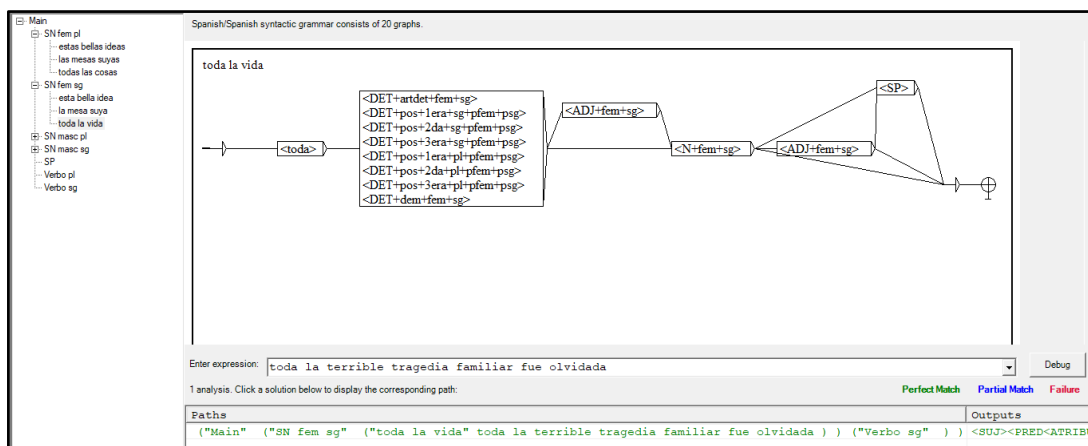 Main
SN fem pl
estas bellas ideas
las mesas suyas
todas las cosas
SN fem sg
esta bella idea
la mesa suya
toda la vida
SN masc pl
SN masc sg
SP
Verbo pl
Verbo sg
Spanish/Spanish syntactic grammar consists of 20 graphs.
toda la vida
<toda>
<DET+artdet+fem+sg>
<DET+pos+1era+sg+pfem+psg>
<DET+pos+2da+sg+pfem+psg>
<DET+pos+3era+sg+pfem+psg>
<DET+pos+1era+pl+pfem+psg>
<DET+pos+2da+pl+pfem+psg>
<DET+pos+3era+pl+pfem+psg>
<DET+dem+fem+sg>
<ADJ+fem+sg>
<N+fem+sg>
<SP>
<ADJ+fem+sg>
Enter expression: toda la terrible tragedia familiar fue olvidada Debug
1 analysis. Click a solution below to display the corresponding path: Perfect Match Partial Match Failure
Paths Outputs
("Main" ("SN fem sg" ("toda la vida" toda la terrible tragedia familiar fue olvidada ) ) ("Verbo sg" ) ) <SUJ><PRED<ATRIB